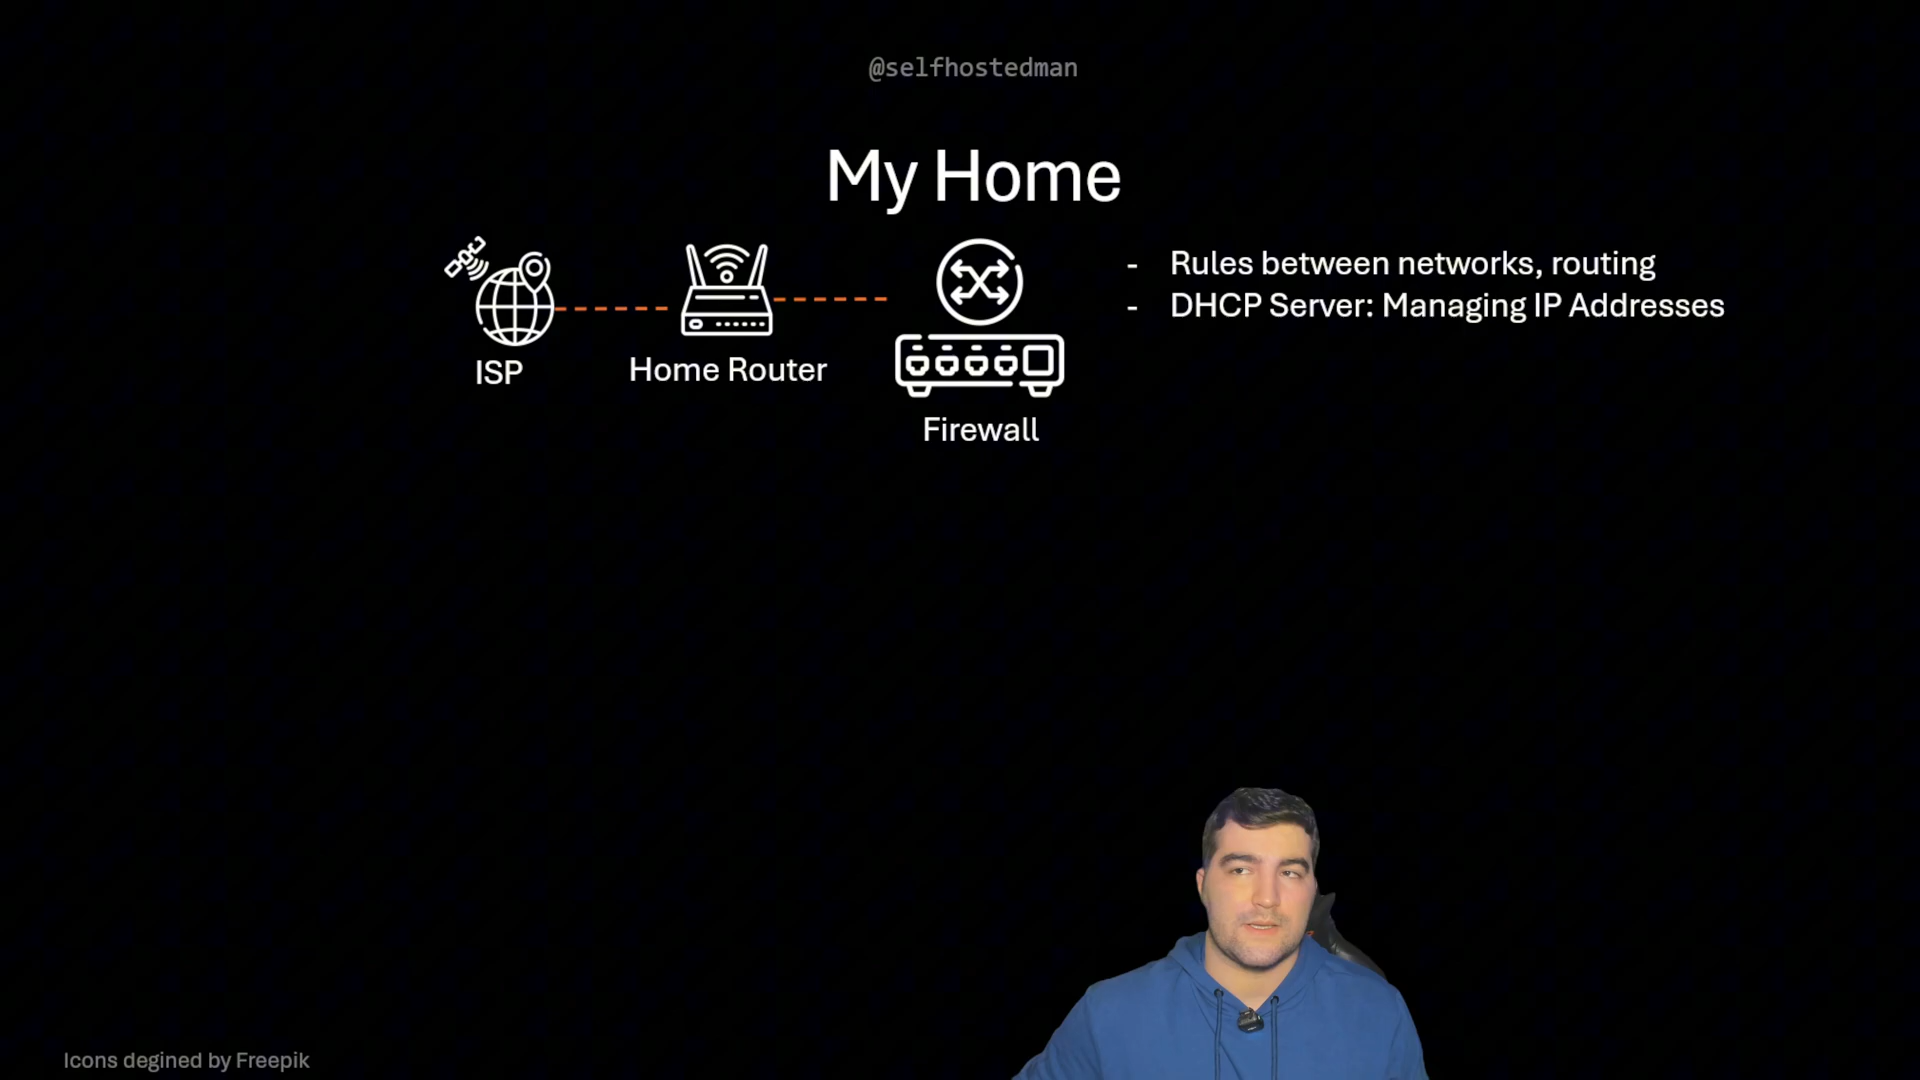 @selfhostedman
My Home
- Rules between networks, routing
- DHCP Server: Managing IP Addresses
ISP
Home Router
Firewall
Icons degined by Freepik